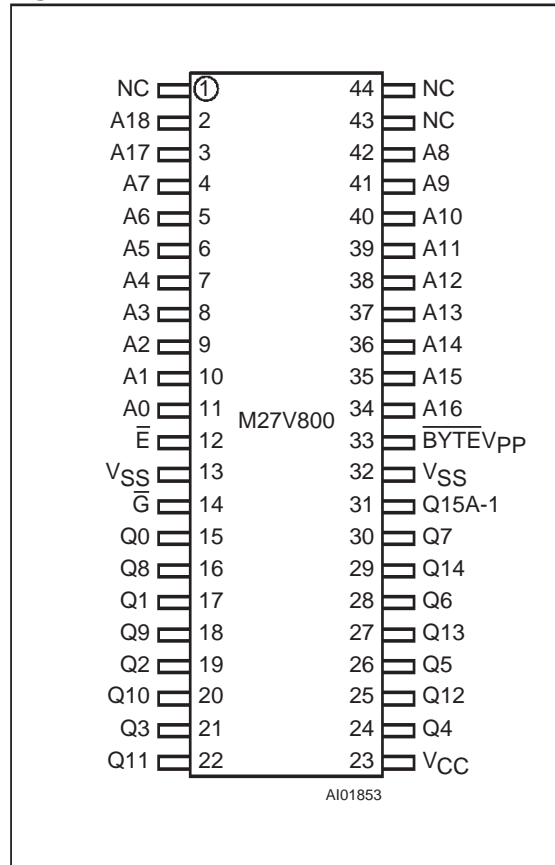 NC 1 44 NC
A18 2 43 NC
A17 3 42 A8
A7 4 41 A9
A6 5 40 A10
A5 6 39 A11
A4 7 38 A12
A3 8 37 A13
A2 9 36 A14
A1 10 35 A15
A0 11 34 A16
M27V800
E̅ 12 33 B̅Y̅T̅E̅VPP
VSS 13 32 VSS
G̅ 14 31 Q15A-1
Q0 15 30 Q7
Q8 16 29 Q14
Q1 17 28 Q6
Q9 18 27 Q13
Q2 19 26 Q5
Q10 20 25 Q12
Q3 21 24 Q4
Q11 22 23 VCC
AI01853